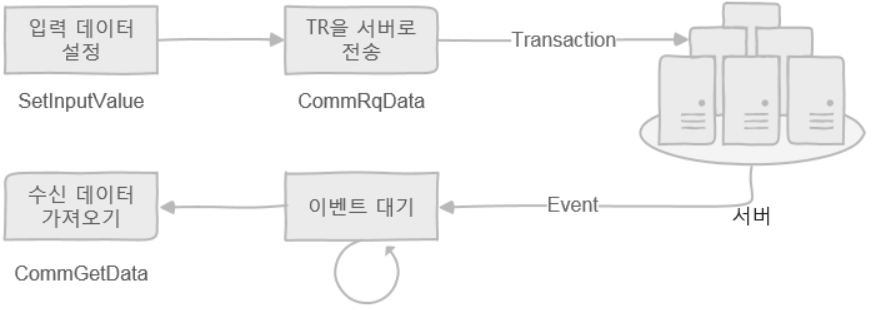 입력 데이터
설정
SetInputValue
TR을 서버로
전송
CommRqData
Transaction
서버
Event
이벤트 대기
수신 데이터
가져오기
CommGetData